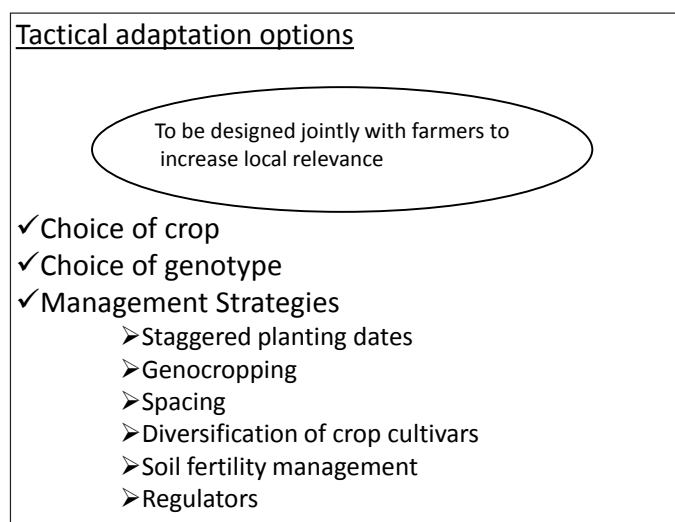 Tactical adaptation options
To be designed jointly with farmers to
increase local relevance
✓Choice of crop
✓Choice of genotype
✓Management Strategies
➢Staggered planting dates
➢Genocropping
➢Spacing
➢Diversification of crop cultivars
➢Soil fertility management
➢Regulators